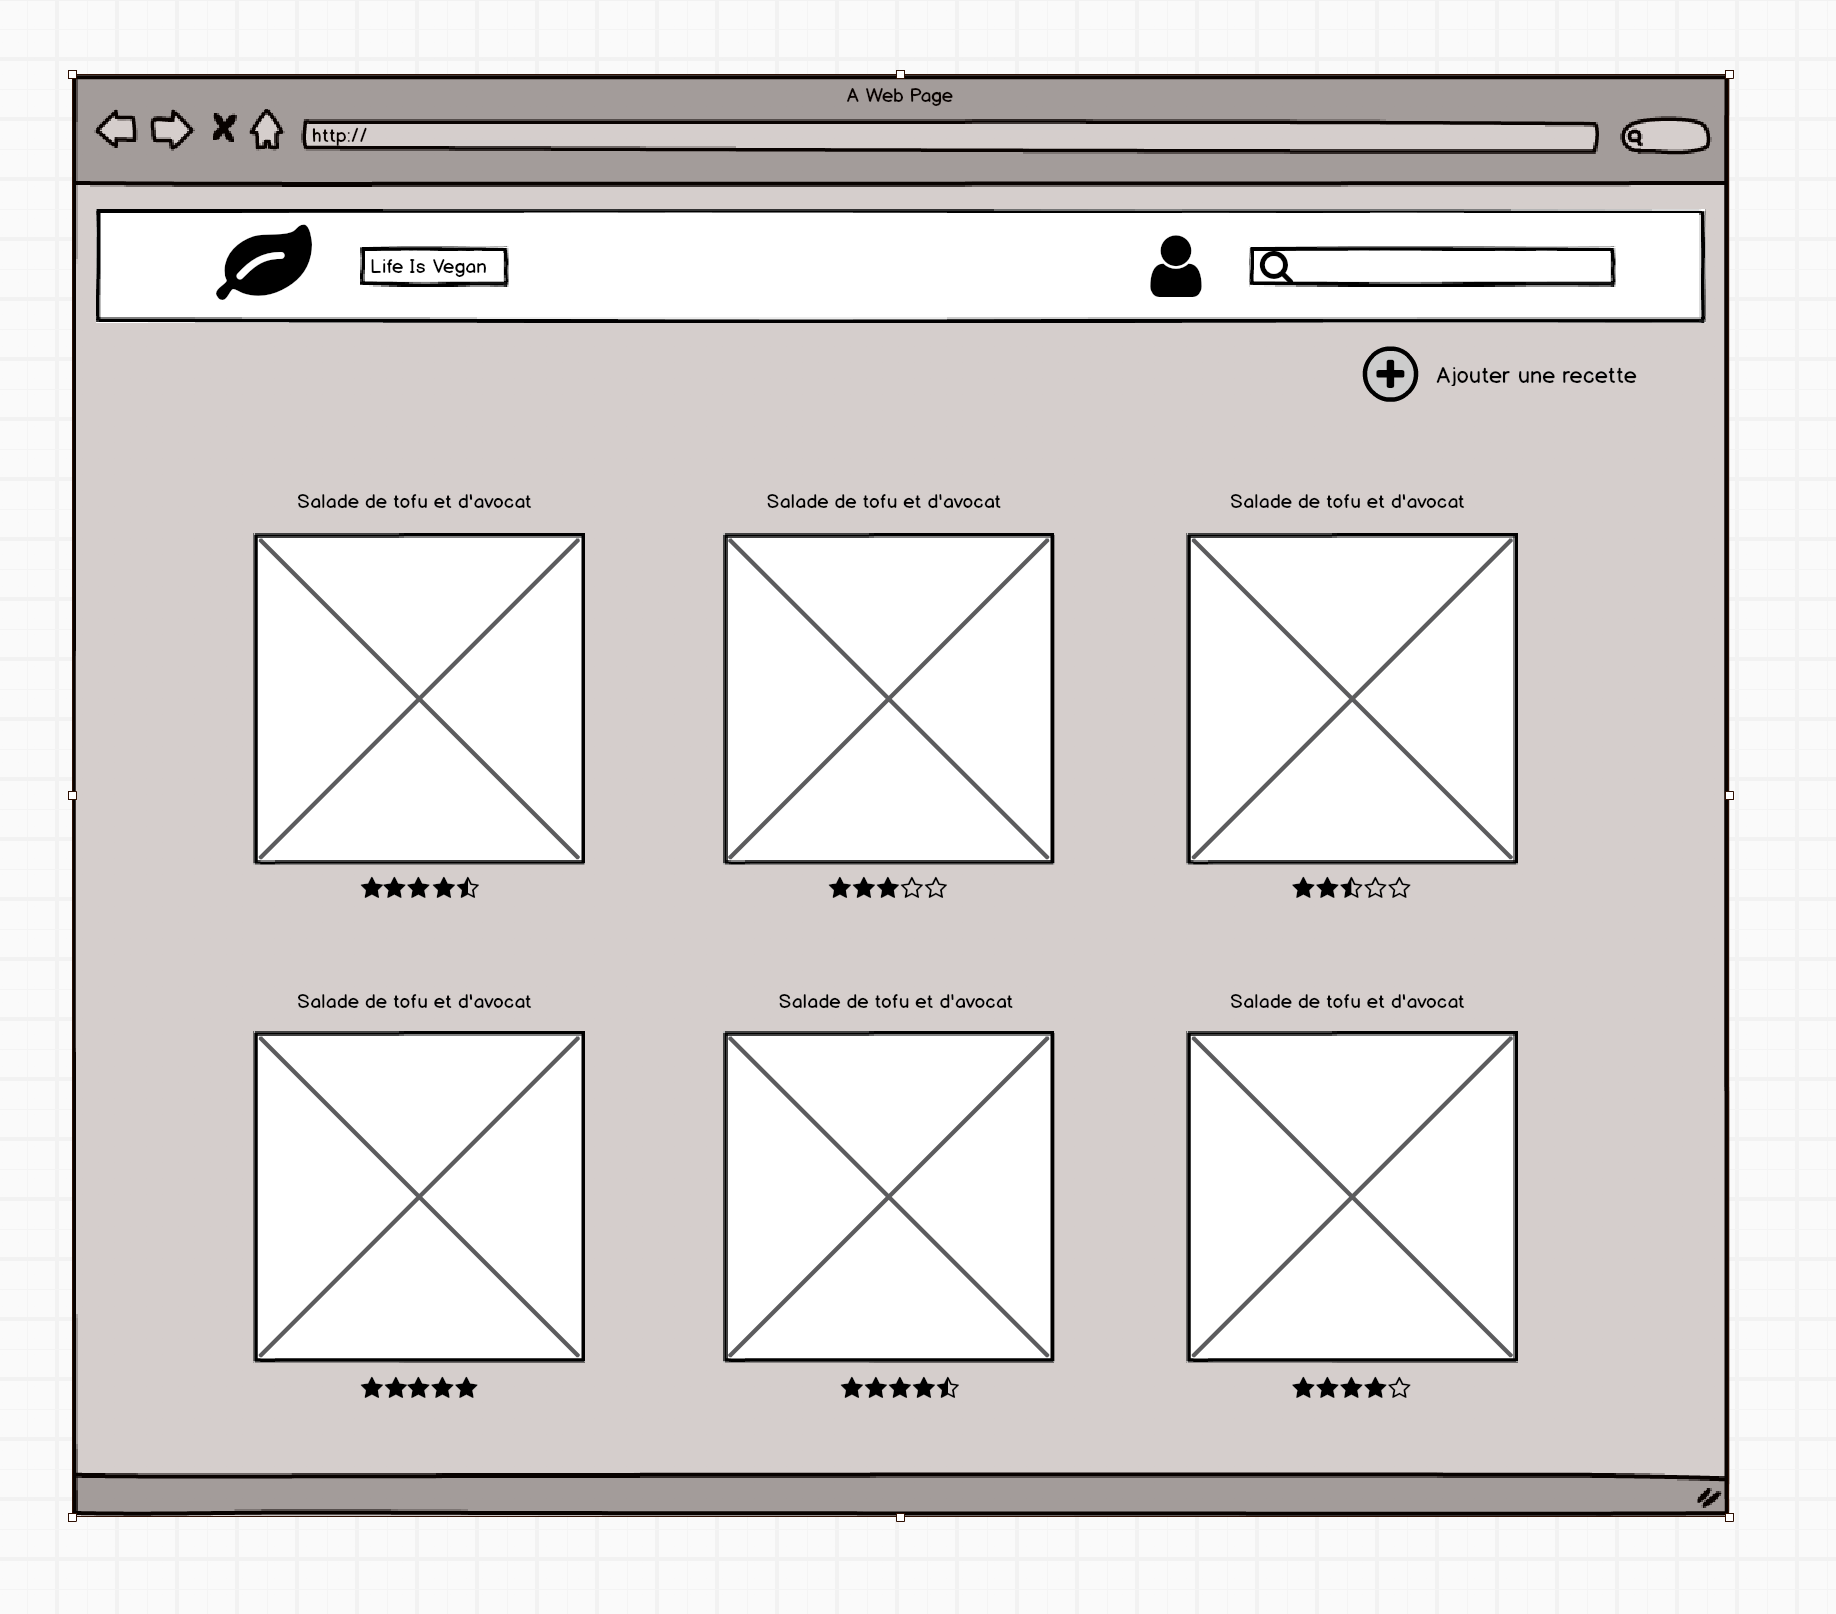 A Web Page
http://
Life Is Vegan
Ajouter une recette
Salade de tofu et d'avocat
Salade de tofu et d'avocat
Salade de tofu et d'avocat
Salade de tofu et d'avocat
Salade de tofu et d'avocat
Salade de tofu et d'avocat